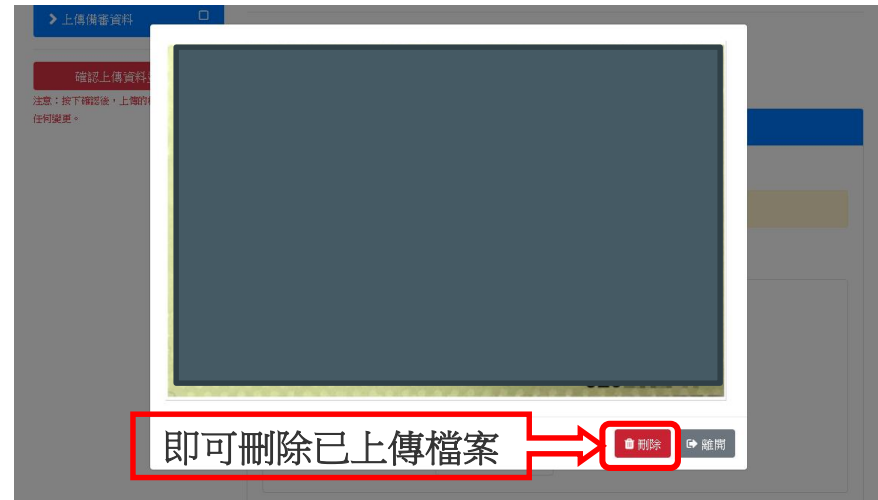 上傳備審資料
確認上傳資料
注意：按下確認後，上傳的
任何變更。
即可刪除已上傳檔案
刪除
離開